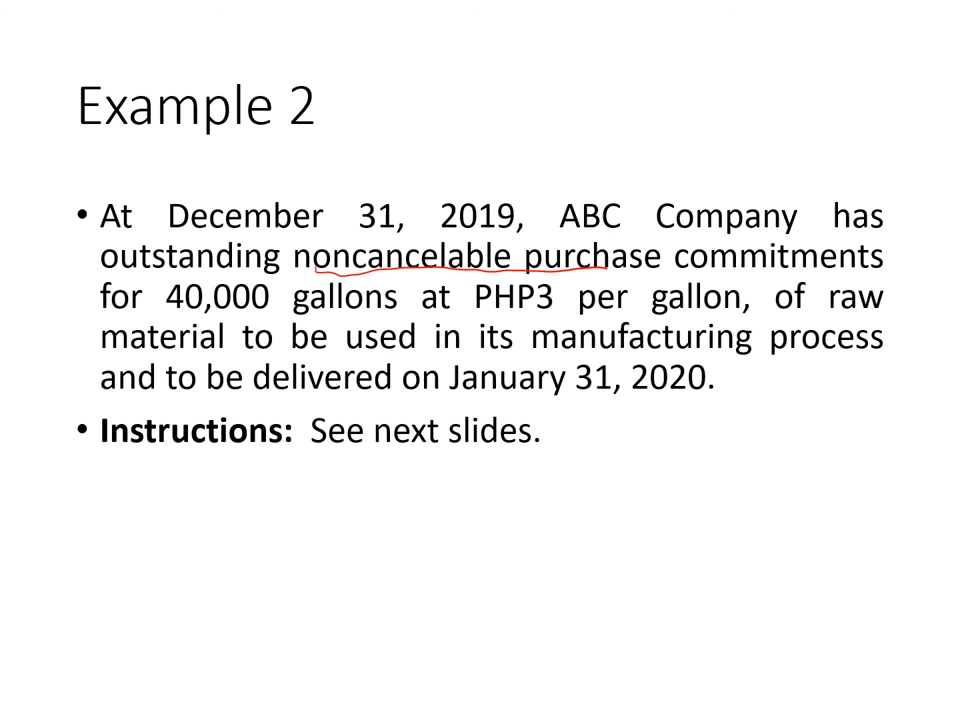 Example 2
• At December 31, 2019, ABC Company has
outstanding noncancelable purchase commitments
for 40,000 gallons at PHP3 per gallon, of raw
material to be used in its manufacturing process
and to be delivered on January 31, 2020.
• Instructions: See next slides.